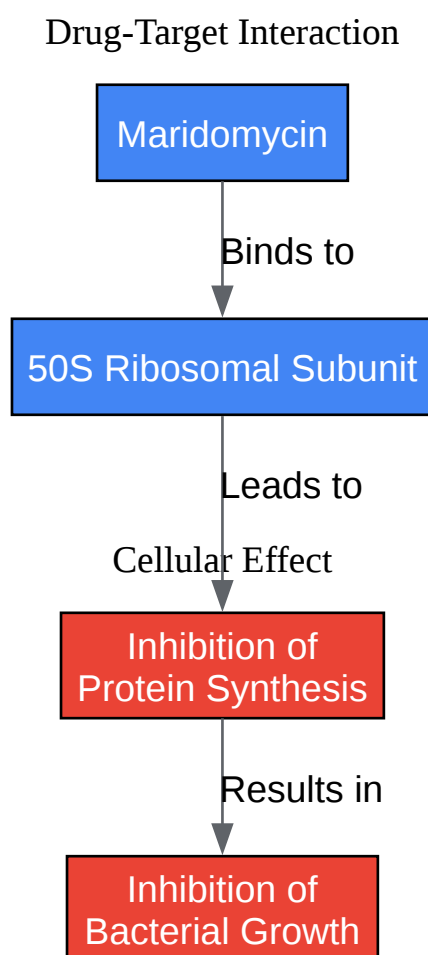 Drug-Target Interaction
Maridomycin
Binds to
50S Ribosomal Subunit
Leads to
Cellular Effect
Inhibition of
Protein Synthesis
Results in
Inhibition of
Bacterial Growth